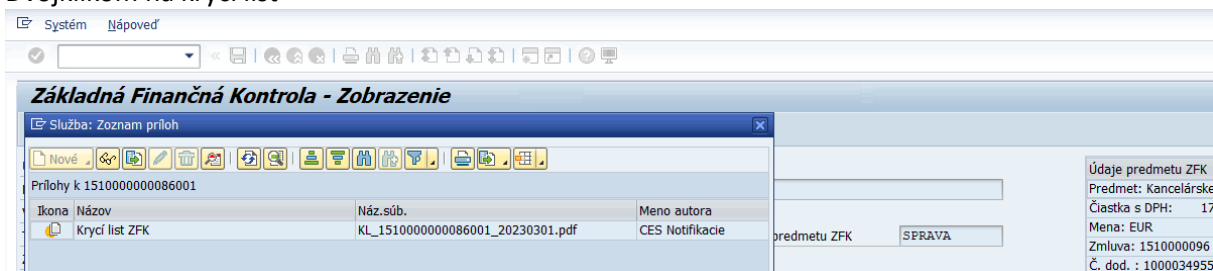 Systém Nápoveď
Základná Finančná Kontrola - Zobrazenie
Služba: Zoznam príloh
Nové
Prílohy k 1510000000086001
Ikona Názov Náz.súb. Meno autora
Krycí list ZFK KL_1510000000086001_20230301.pdf CES Notifikacie
predmetu ZFK SPRAVA
Údaje predmetu ZFK
Predmet: Kancelárske
Čiastka s DPH: 17
Mena: EUR
Zmluva: 1510000096
Č. dod. : 1000034955